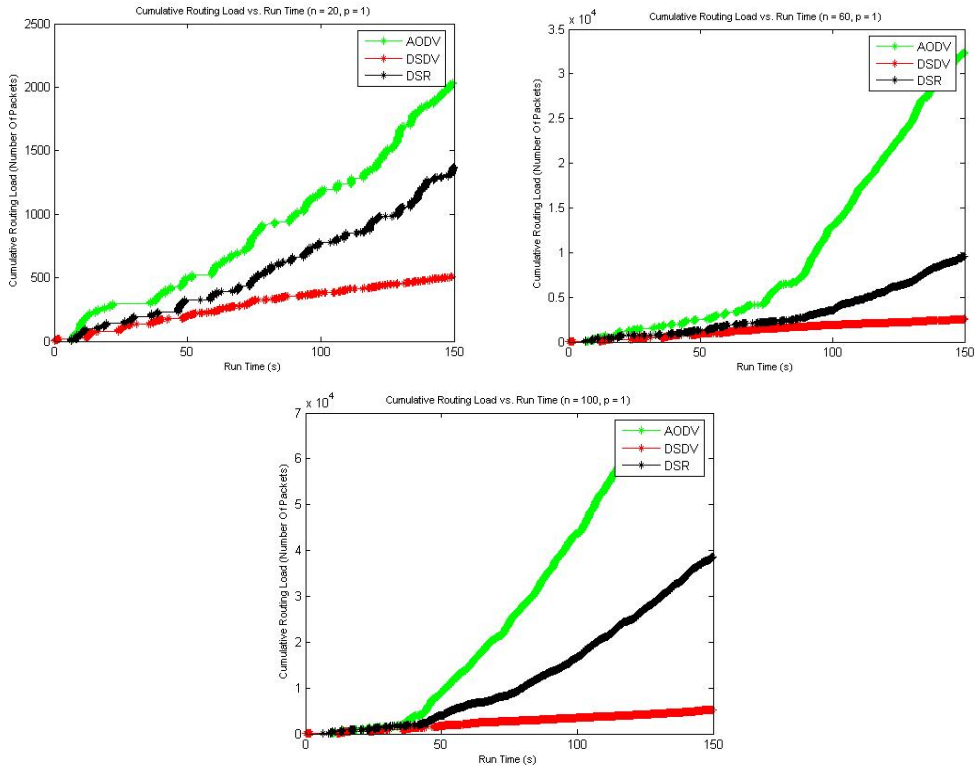 Cumulative Routing Load vs. Run Time (n = 20, p = 1)
2500
2000
1500
1000
500
0
0
50
100
150
Cumulative Routing Load (Number Of Packets)
Run Time (s)
AODV
DSDV
DSR
Cumulative Routing Load vs. Run Time (n = 60, p = 1)
x 10^4
3.5
3
2.5
2
1.5
1
0.5
0
0
50
100
150
Cumulative Routing Load (Number Of Packets)
Run Time (s)
AODV
DSDV
DSR
Cumulative Routing Load vs. Run Time (n = 100, p = 1)
x 10^4
7
6
5
4
3
2
1
0
0
50
100
150
Cumulative Routing Load (Number Of Packets)
Run Time (s)
AODV
DSDV
DSR